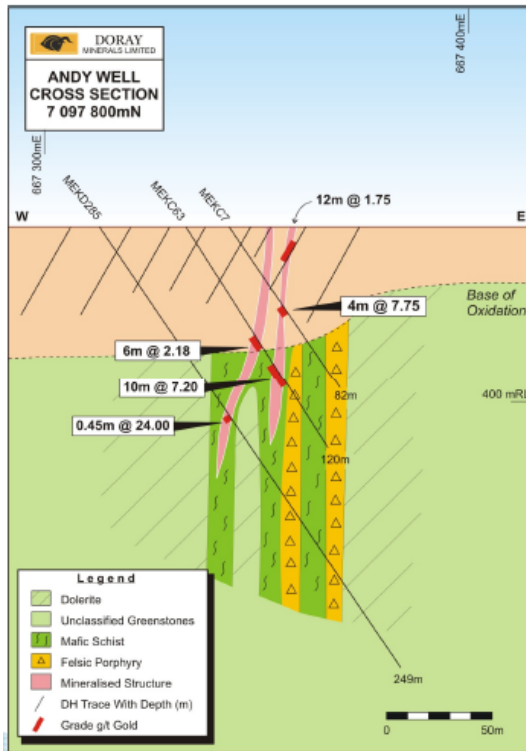 DORAY
MINERALS LIMITED
ANDY WELL
CROSS SECTION
7 097 800mN
667 400mE
667 300mE
MEKD285
MEKC63
MEKC7
12m @ 1.75
W
E
4m @ 7.75
Base of
Oxidation
6m @ 2.18
10m @ 7.20
82m
400 mRL
0.45m @ 24.00
120m
Legend
Dolerite
Unclassified Greenstones
Mafic Schist
Felsic Porphyry
Mineralised Structure
DH Trace With Depth (m)
Grade g/t Gold
249m
0
50m